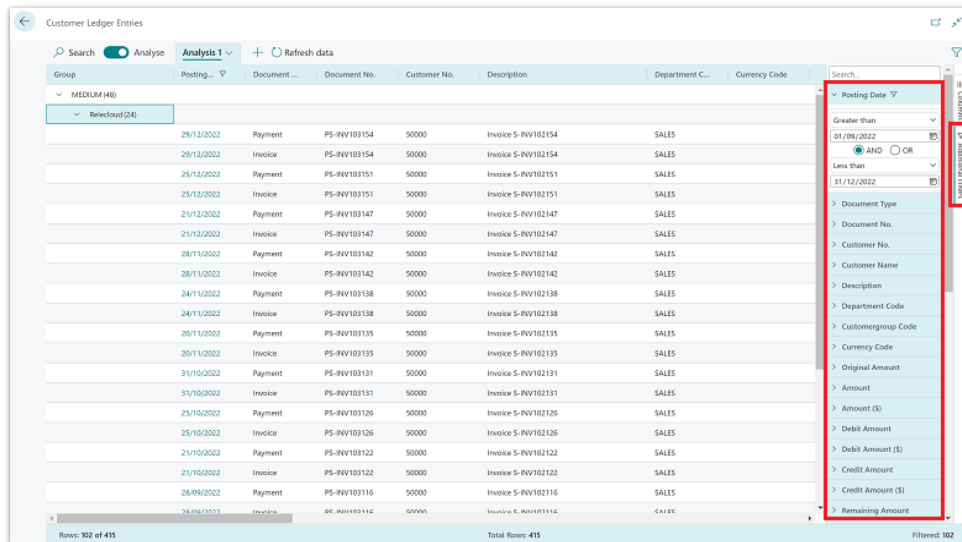 Customer Ledger Entries
Search Analyse Analysis 1 Refresh data
Group Posting... Document ... Document No. Customer No. Description Department C... Currency Code Search...
MEDIUM (48) Posting Date
Relecloud (24)
Greater than
29/12/2022 Payment PS-INV103154 50000 Invoice S-INV102154 SALES 01/09/2022
29/12/2022 Invoice PS-INV103154 50000 Invoice S-INV102154 SALES AND OR
25/12/2022 Payment PS-INV103151 50000 Invoice S-INV102151 SALES Less than
25/12/2022 Invoice PS-INV103151 50000 Invoice S-INV102151 SALES 31/12/2022
21/12/2022 Payment PS-INV103147 50000 Invoice S-INV102147 SALES Document Type
21/12/2022 Invoice PS-INV103147 50000 Invoice S-INV102147 SALES Document No.
28/11/2022 Payment PS-INV103142 50000 Invoice S-INV102142 SALES Customer No.
28/11/2022 Invoice PS-INV103142 50000 Invoice S-INV102142 SALES Customer Name
24/11/2022 Payment PS-INV103138 50000 Invoice S-INV102138 SALES Description
24/11/2022 Invoice PS-INV103138 50000 Invoice S-INV102138 SALES Department Code
20/11/2022 Payment PS-INV103135 50000 Invoice S-INV102135 SALES Customergroup Code
20/11/2022 Invoice PS-INV103135 50000 Invoice S-INV102135 SALES Currency Code
31/10/2022 Payment PS-INV103131 50000 Invoice S-INV102131 SALES Original Amount
31/10/2022 Invoice PS-INV103131 50000 Invoice S-INV102131 SALES Amount
25/10/2022 Payment PS-INV103126 50000 Invoice S-INV102126 SALES Amount ($)
25/10/2022 Invoice PS-INV103126 50000 Invoice S-INV102126 SALES Debit Amount
21/10/2022 Payment PS-INV103122 50000 Invoice S-INV102122 SALES Debit Amount ($)
21/10/2022 Invoice PS-INV103122 50000 Invoice S-INV102122 SALES Credit Amount
28/09/2022 Payment PS-INV103116 50000 Invoice S-INV102116 SALES Credit Amount ($)
28/09/2022 Invoice PS-INV103116 50000 Invoice S-INV102116 SALES Remaining Amount
Rows: 102 of 415 Total Rows: 415 Filtered: 102